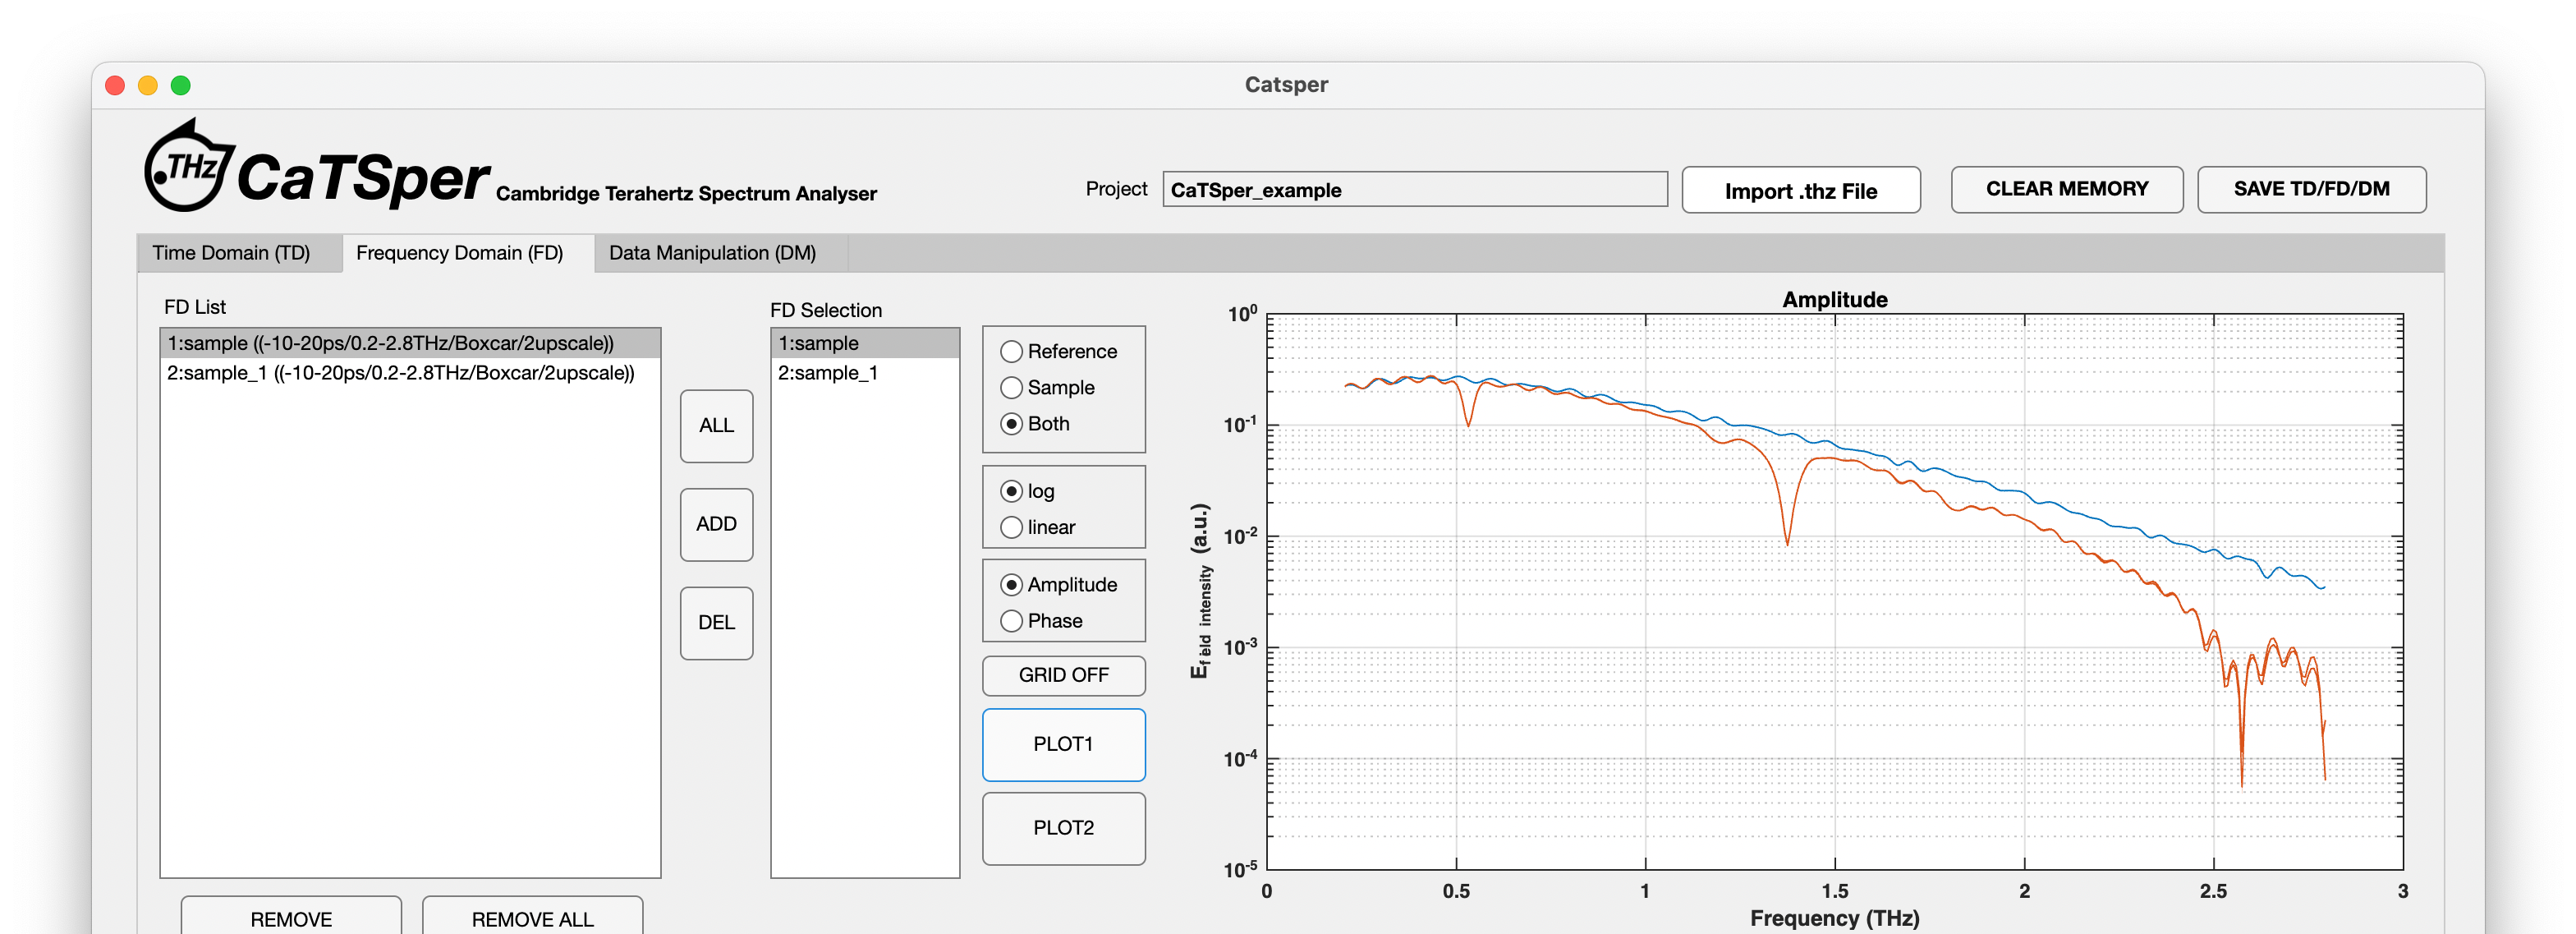 Catsper
THz CaTSper Cambridge Terahertz Spectrum Analyser
Project CaTSper_example Import .thz File CLEAR MEMORY SAVE TD/FD/DM
Time Domain (TD) Frequency Domain (FD) Data Manipulation (DM)
FD List
1:sample ((-10-20ps/0.2-2.8THz/Boxcar/2upscale))
2:sample_1 ((-10-20ps/0.2-2.8THz/Boxcar/2upscale))
ALL
ADD
DEL
REMOVE REMOVE ALL
FD Selection
1:sample
2:sample_1
Reference
Sample
Both
log
linear
Amplitude
Phase
GRID OFF
PLOT1
PLOT2
Amplitude
10^0
10^-1
10^-2
10^-3
10^-4
10^-5
E_field intensity (a.u.)
0 0.5 1 1.5 2 2.5 3
Frequency (THz)